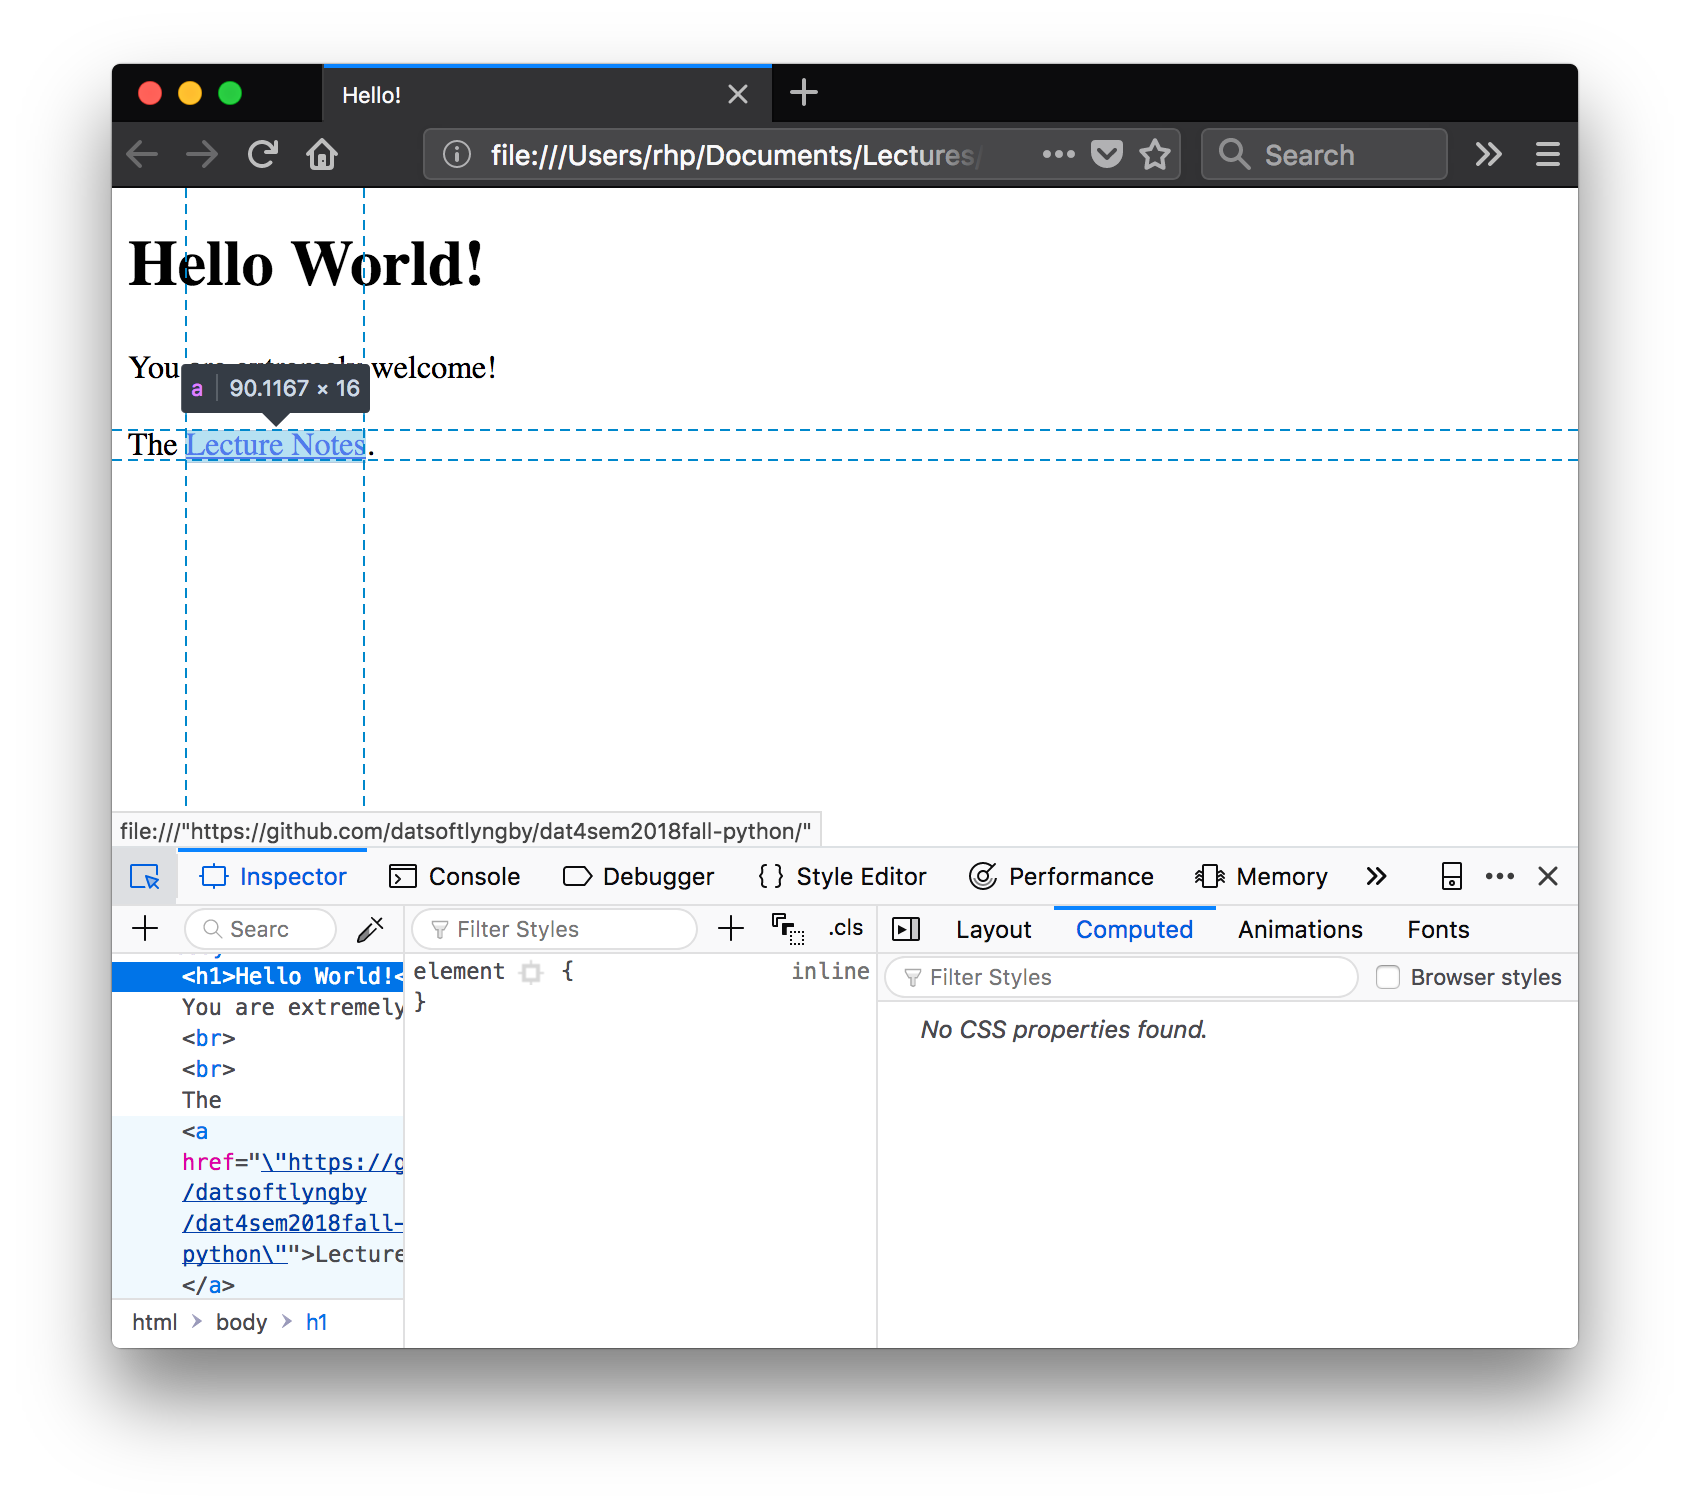 Hello!
file:///Users/rhp/Documents/Lectures/
Search
Hello World!
You are extremely welcome!
a 90.1167 × 16
The Lecture Notes.
file:///"https://github.com/datsoftlyngby/dat4sem2018fall-python/"
Inspector Console Debugger { } Style Editor Performance Memory
Searc
Filter Styles
.cls
Layout Computed Animations Fonts
<h1>Hello World!<
You are extremely
<br>
<br>
The
<a
href="\"https://g
/datsoftlyngby
/dat4sem2018fall-
python\"">Lecture
</a>
html body h1
element { inline
}
Filter Styles Browser styles
No CSS properties found.